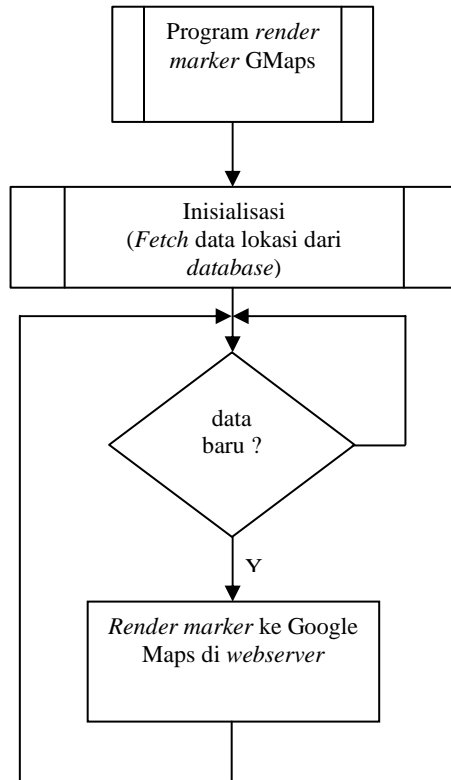 Program render
marker GMaps
Inisialisasi
(Fetch data lokasi dari
database)
data
baru ?
Y
Render marker ke Google
Maps di webserver